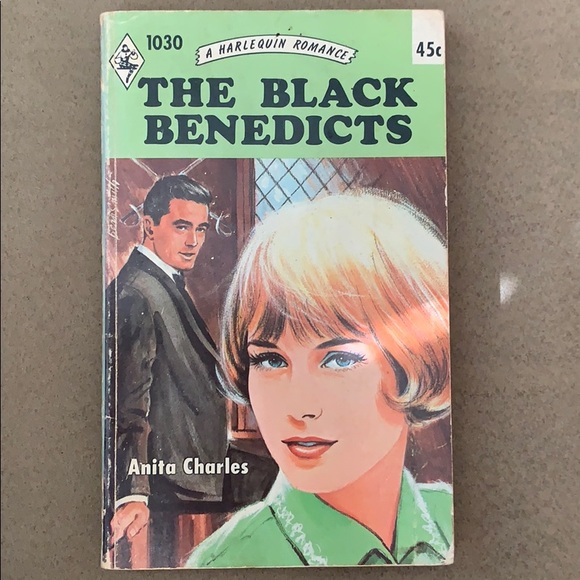 1030
A HARLEQUIN ROMANCE
45c
THE BLACK
BENEDICTS
Anita Charles